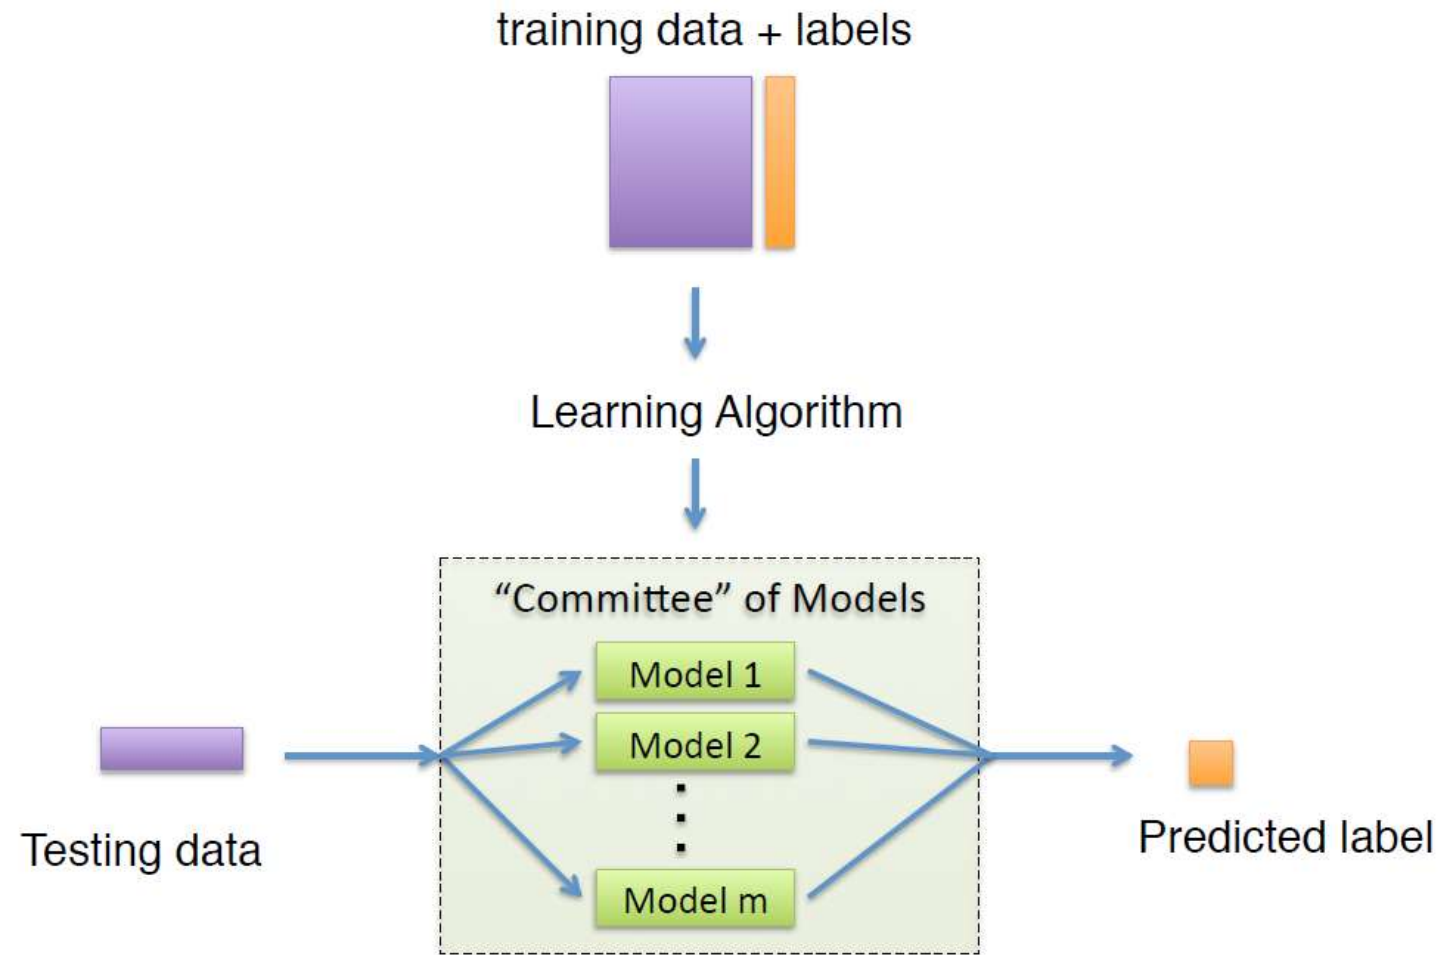 training data + labels
Learning Algorithm
“Committee” of Models
Model 1
Model 2
Model m
Testing data
Predicted label